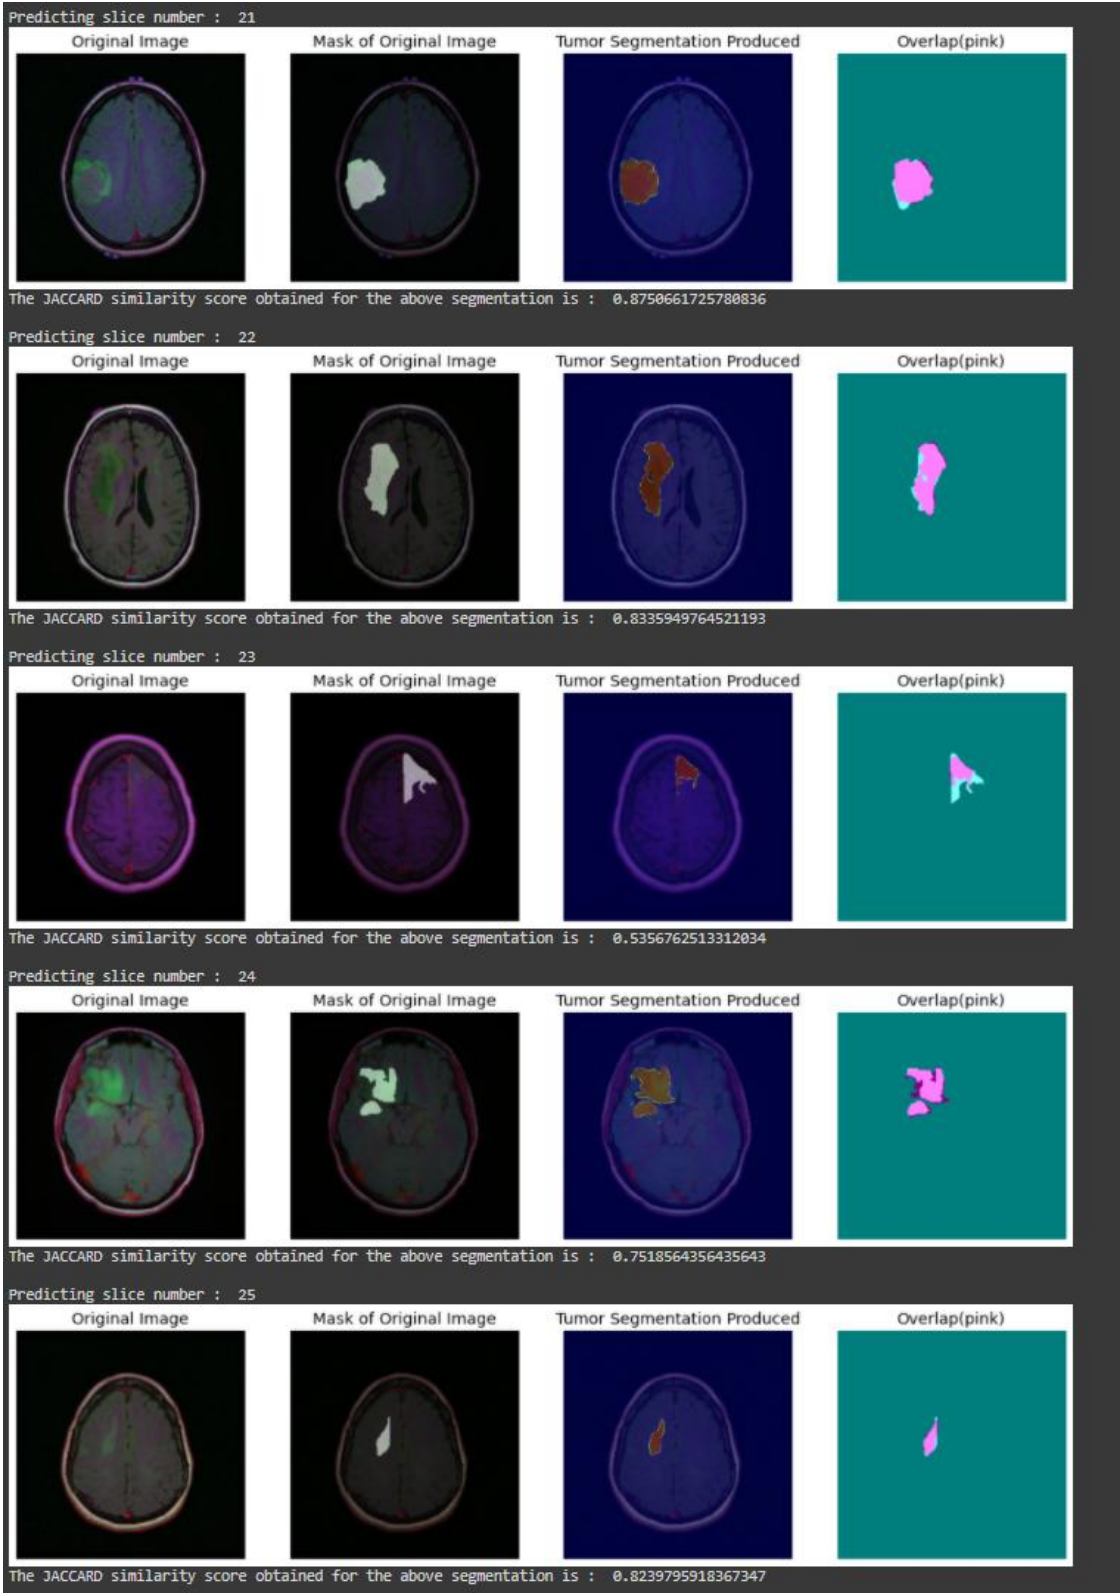 Predicting slice number :  21
Original Image Mask of Original Image Tumor Segmentation Produced Overlap(pink)
The JACCARD similarity score obtained for the above segmentation is :  0.8750661725780836
Predicting slice number :  22
Original Image Mask of Original Image Tumor Segmentation Produced Overlap(pink)
The JACCARD similarity score obtained for the above segmentation is :  0.8335949764521193
Predicting slice number :  23
Original Image Mask of Original Image Tumor Segmentation Produced Overlap(pink)
The JACCARD similarity score obtained for the above segmentation is :  0.5356762513312034
Predicting slice number :  24
Original Image Mask of Original Image Tumor Segmentation Produced Overlap(pink)
The JACCARD similarity score obtained for the above segmentation is :  0.7518564356435643
Predicting slice number :  25
Original Image Mask of Original Image Tumor Segmentation Produced Overlap(pink)
The JACCARD similarity score obtained for the above segmentation is :  0.8239795918367347